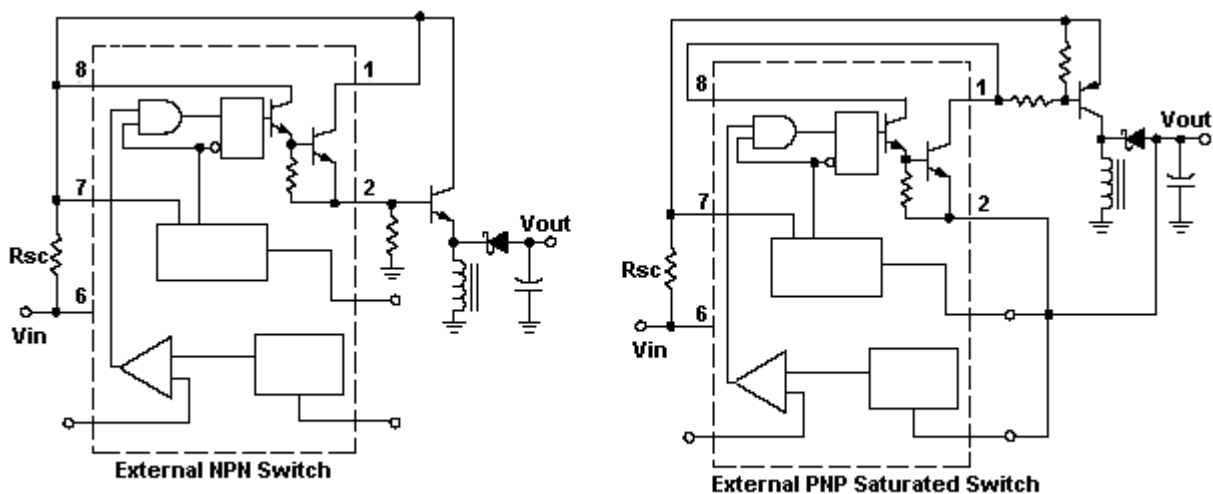 8
1
7
2
Rsc
Vout
6
Vin
External NPN Switch
8
1
Vout
7
2
Rsc
6
Vin
External PNP Saturated Switch